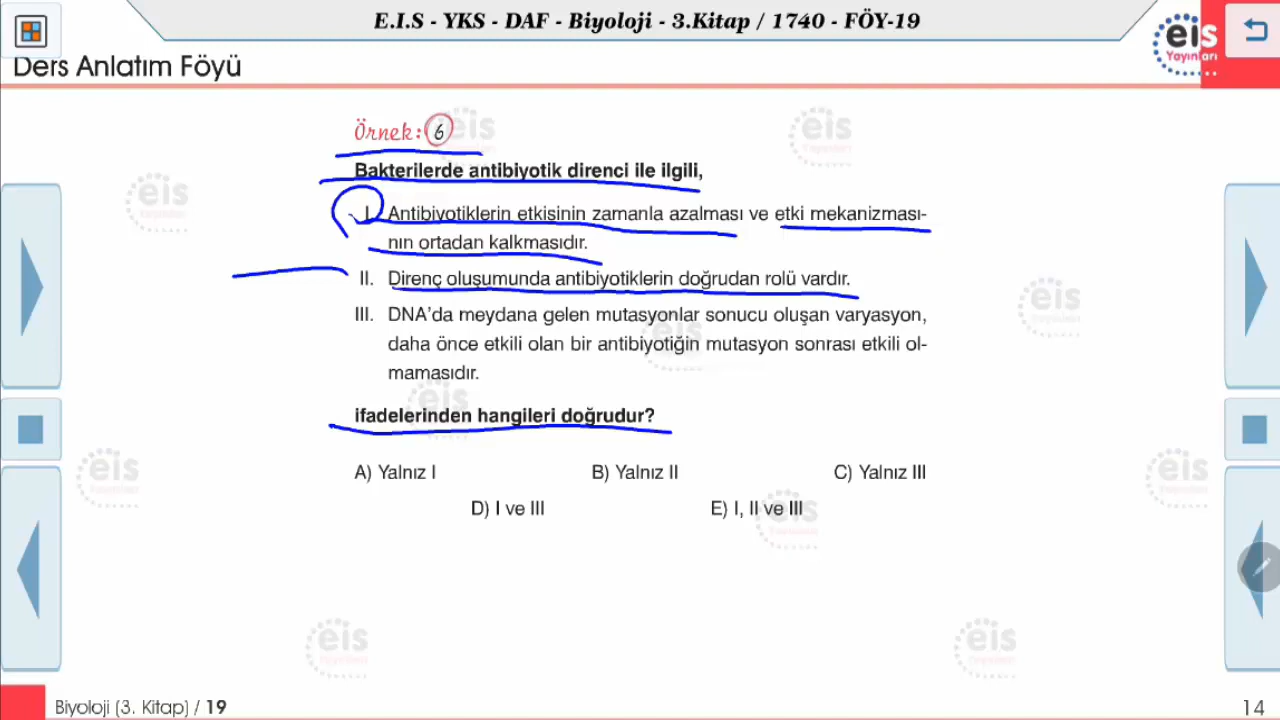 E.I.S - YKS - DAF - Biyoloji - 3.Kitap / 1740 - FÖY-19
eis
Yayınları
Ders Anlatım Föyü
Örnek: 6
Bakterilerde antibiyotik direnci ile ilgili,
I. Antibiyotiklerin etkisinin zamanla azalması ve etki mekanizması-
nın ortadan kalkmasıdır.
II. Direnç oluşumunda antibiyotiklerin doğrudan rolü vardır.
III. DNA'da meydana gelen mutasyonlar sonucu oluşan varyasyon,
daha önce etkili olan bir antibiyotiğin mutasyon sonrası etkili ol-
mamasıdır.
ifadelerinden hangileri doğrudur?
A) Yalnız I B) Yalnız II C) Yalnız III
D) I ve III E) I, II ve III
Biyoloji (3. Kitap) / 19
14